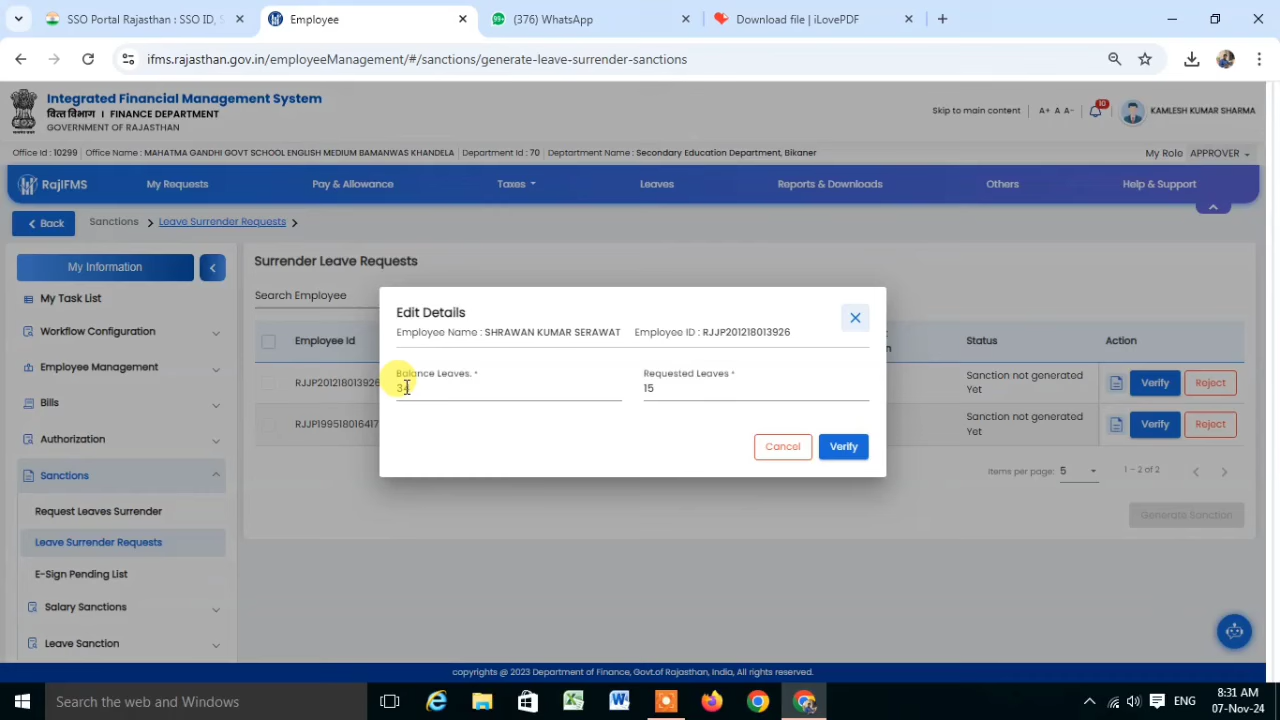 SSO Portal Rajasthan : SSO ID, S
Employee
(376) WhatsApp
Download file | iLovePDF
ifms.rajasthan.gov.in/employeeManagement/#/sanctions/generate-leave-surrender-sanctions
Integrated Financial Management System
वित्त विभाग । FINANCE DEPARTMENT
GOVERNMENT OF RAJASTHAN
Skip to main content
A+ A A-
10
KAMLESH KUMAR SHARMA
Office Id : 10299
Office Name : MAHATMA GANDHI GOVT SCHOOL ENGLISH MEDIUM BAMANWAS KHANDELA
Department Id : 70
Deptartment Name : Secondary Education Department, Bikaner
My Role APPROVER
RajIFMS
My Requests
Pay & Allowance
Taxes
Leaves
Reports & Downloads
Others
Help & Support
Back
Sanctions
Leave Surrender Requests
My Information
My Task List
Workflow Configuration
Employee Management
Bills
Authorization
Sanctions
Request Leaves Surrender
Leave Surrender Requests
E-Sign Pending List
Salary Sanctions
Leave Sanction
Surrender Leave Requests
Search Employee
Employee Id
Status
Action
RJJP201218013926
Sanction not generated
Yet
Verify
Reject
RJJP199518016417
Sanction not generated
Yet
Verify
Reject
Items per page: 5
1 – 2 of 2
Generate Sanction
Edit Details
Employee Name : SHRAWAN KUMAR SERAWAT
Employee ID : RJJP201218013926
Balance Leaves. *
Requested Leaves *
15
Cancel
Verify
copyrights @ 2023 Department of Finance, Govt.of Rajasthan, India, All rights reserved.
Search the web and Windows
ENG
8:31 AM
07-Nov-24